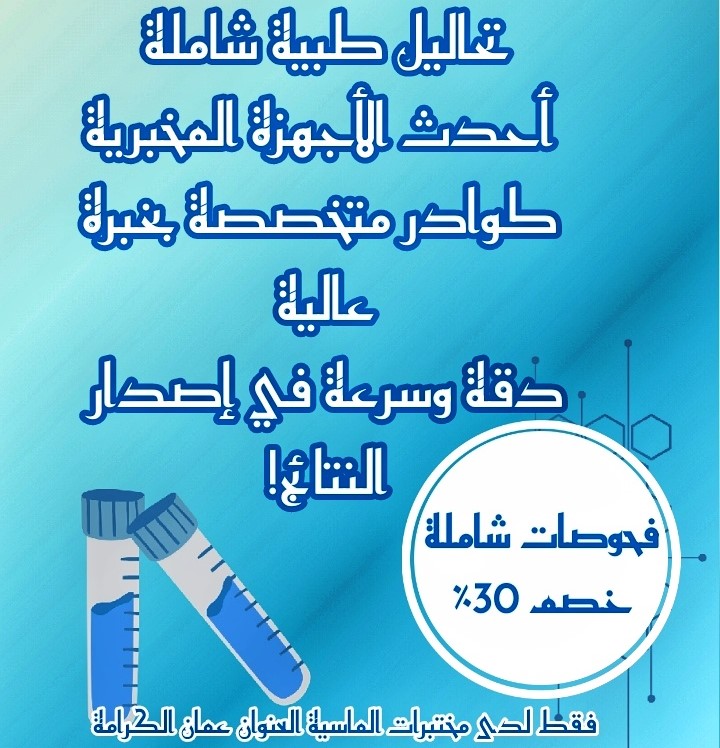 تحاليل طبية شاملة
أحدث الأجهزة المخبرية
كوادر متخصصة بخبرة
عالية
دقة وسرعة في إصدار
النتائج!
فحوصات شاملة
خصم 30٪
فقط لدى مختبرات الماسية العنوان عمان الكرامة